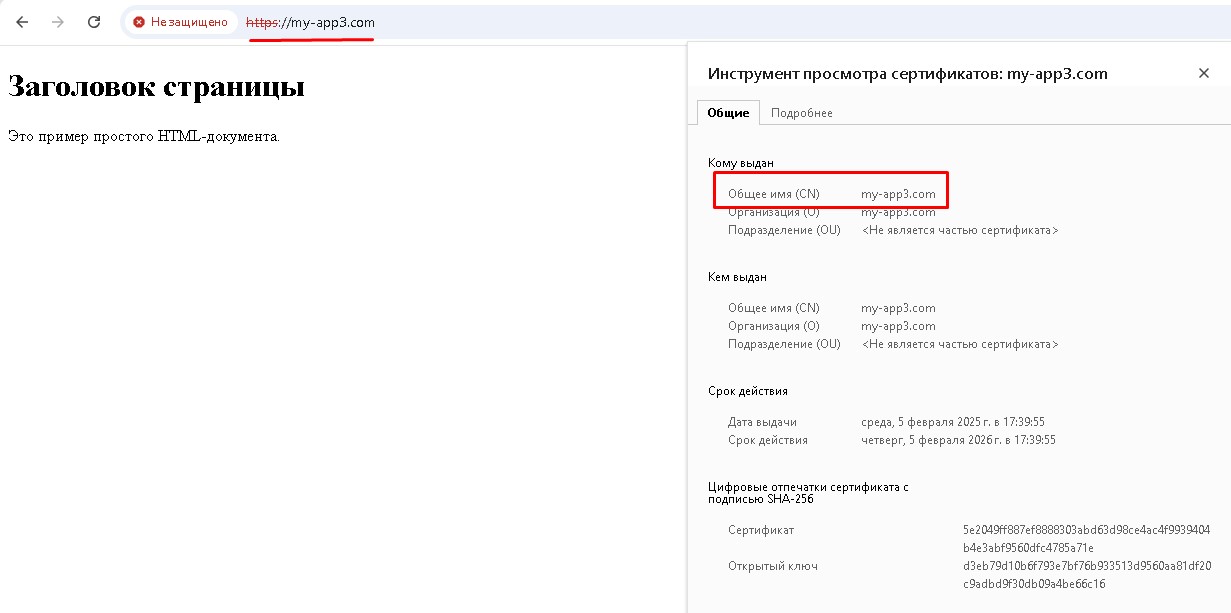 Не защищено https://my-app3.com
Заголовок страницы
Это пример простого HTML-документа.
Инструмент просмотра сертификатов: my-app3.com
Общие Подробнее
Кому выдан
Общее имя (CN) my-app3.com
Организация (O) my-app3.com
Подразделение (OU) <Не является частью сертификата>
Кем выдан
Общее имя (CN) my-app3.com
Организация (O) my-app3.com
Подразделение (OU) <Не является частью сертификата>
Срок действия
Дата выдачи среда, 5 февраля 2025 г. в 17:39:55
Срок действия четверг, 5 февраля 2026 г. в 17:39:55
Цифровые отпечатки сертификата с
подписью SHA-256
Сертификат 5e2049ff887ef8888303abd63d98ce4ac4f9939404
b4e3abf9560dfc4785a71e
Открытый ключ d3eb79d10b6f793e7bf76b933513d9560aa81df20
c9adbd9f30db09a4be66c16